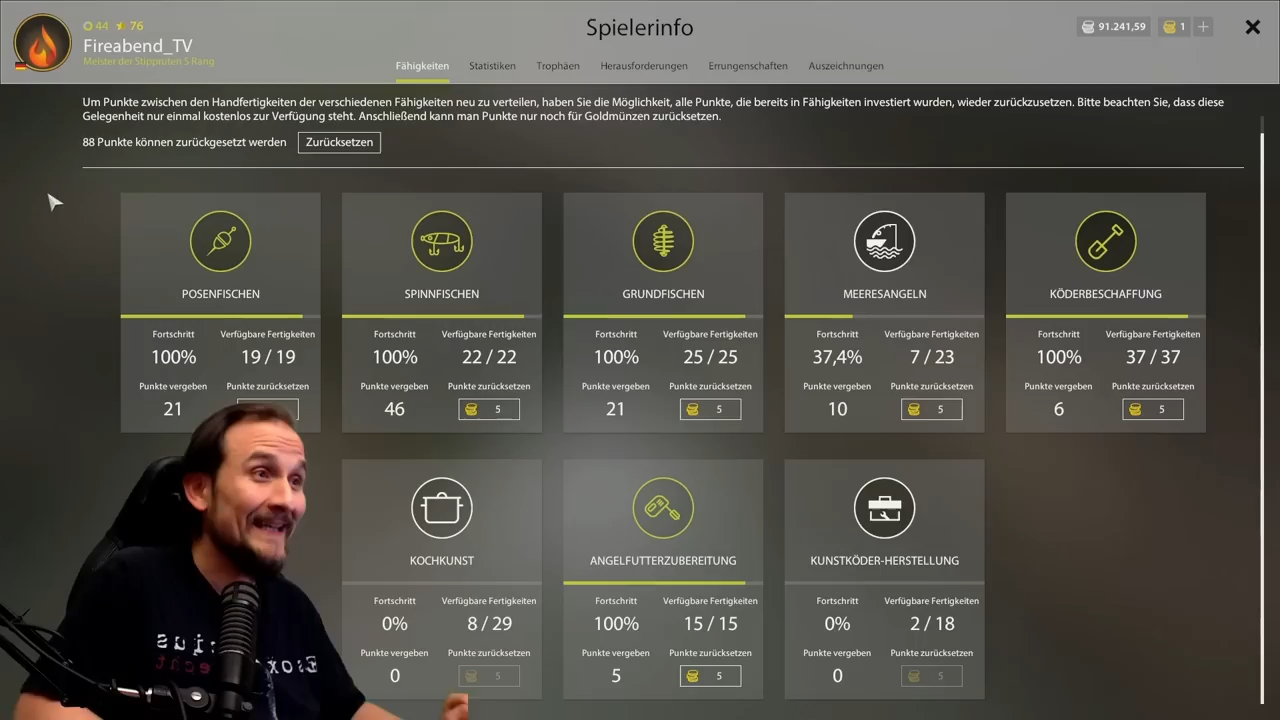 44 76
Spielerinfo
91.241,59 1 +
Fireabend_TV
Meister der Stippruten S Rang
Fähigkeiten Statistiken Trophäen Herausforderungen Errungenschaften Auszeichnungen
Um Punkte zwischen den Handfertigkeiten der verschiedenen Fähigkeiten neu zu verteilen, haben Sie die Möglichkeit, alle Punkte, die bereits in Fähigkeiten investiert wurden, wieder zurückzusetzen. Bitte beachten Sie, dass diese
Gelegenheit nur einmal kostenlos zur Verfügung steht. Anschließend kann man Punkte nur noch für Goldmünzen zurücksetzen.
88 Punkte können zurückgesetzt werden Zurücksetzen
POSENFISCHEN SPINNFISCHEN GRUNDFISCHEN MEERESANGELN KÖDERBESCHAFFUNG
Fortschritt Verfügbare Fertigkeiten Fortschritt Verfügbare Fertigkeiten Fortschritt Verfügbare Fertigkeiten Fortschritt Verfügbare Fertigkeiten Fortschritt Verfügbare Fertigkeiten
100% 19 / 19 100% 22 / 22 100% 25 / 25 37,4% 7 / 23 100% 37 / 37
Punkte vergeben Punkte zurücksetzen Punkte vergeben Punkte zurücksetzen Punkte vergeben Punkte zurücksetzen Punkte vergeben Punkte zurücksetzen Punkte vergeben Punkte zurücksetzen
21 46 5 21 5 10 5 6 5
KOCHKUNST ANGELFUTTERZUBEREITUNG KUNSTKÖDER-HERSTELLUNG
Fortschritt Verfügbare Fertigkeiten Fortschritt Verfügbare Fertigkeiten Fortschritt Verfügbare Fertigkeiten
0% 8 / 29 100% 15 / 15 0% 2 / 18
Punkte vergeben Punkte zurücksetzen Punkte vergeben Punkte zurücksetzen Punkte vergeben Punkte zurücksetzen
0 5 5 5 0 5